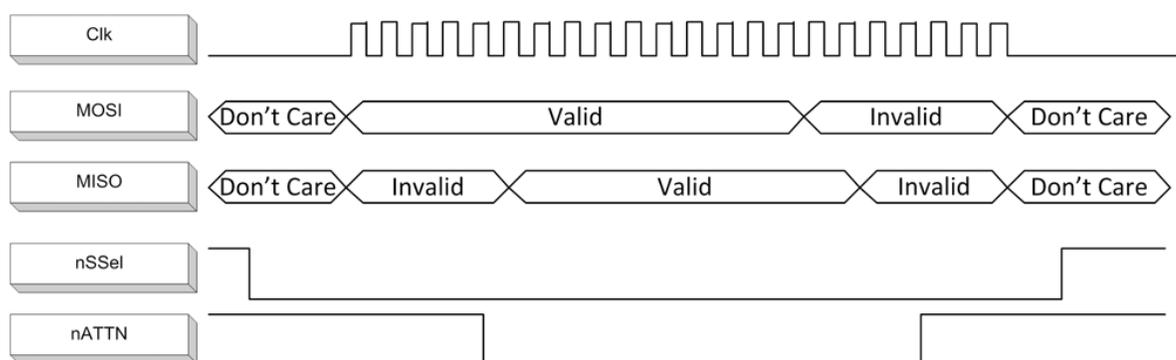 Clk
MOSI
Don't Care Valid Invalid Don't Care
MISO
Don't Care Invalid Valid Invalid Don't Care
nSSel
nATTN